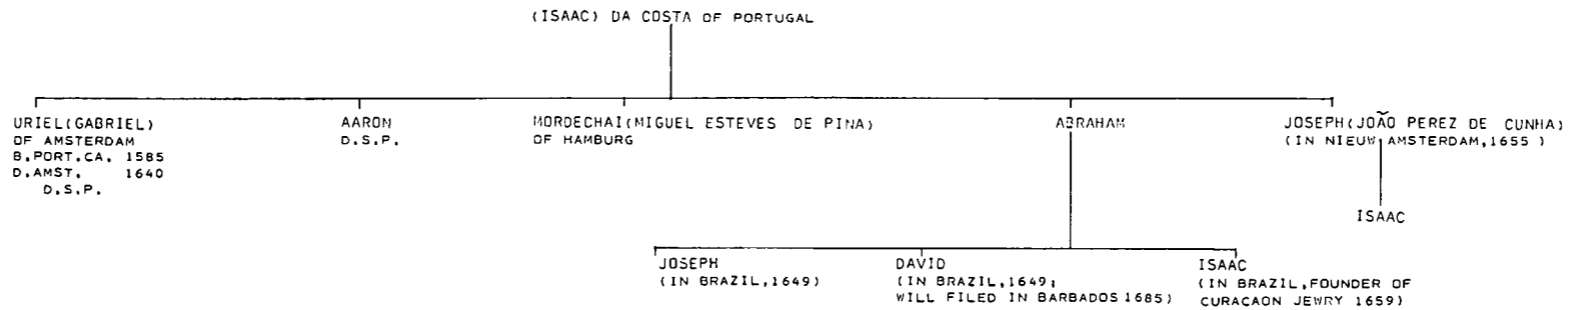 (ISAAC) DA COSTA OF PORTUGAL
URIEL(GABRIEL)
OF AMSTERDAM
B.PORT.CA. 1585
D.AMST. 1640
D.S.P.
AARON
D.S.P.
MORDECHAI(MIGUEL ESTEVES DE PINA)
OF HAMBURG
ABRAHAM
JOSEPH(JOÃO PEREZ DE CUNHA)
(IN NIEUW AMSTERDAM,1655)
ISAAC
JOSEPH
(IN BRAZIL,1649)
DAVID
(IN BRAZIL,1649;
WILL FILED IN BARBADOS 1685)
ISAAC
(IN BRAZIL,FOUNDER OF
CURACAON JEWRY 1659)